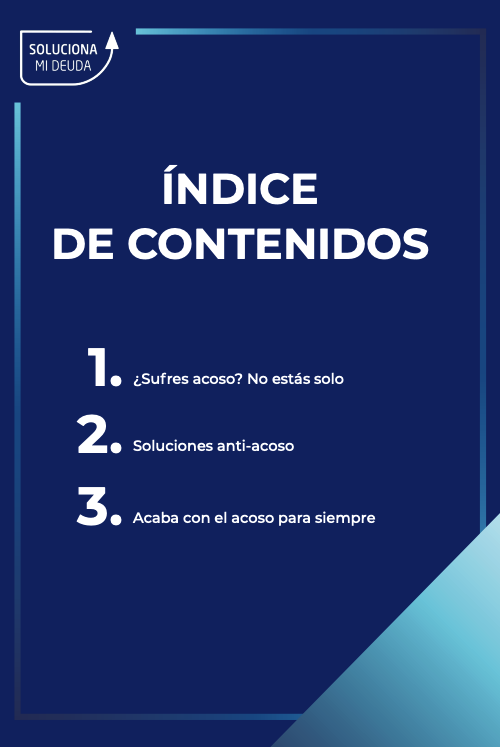 SOLUCIONA
MI DEUDA
ÍNDICE
DE CONTENIDOS
1. ¿Sufres acoso? No estás solo
2. Soluciones anti-acoso
3. Acaba con el acoso para siempre